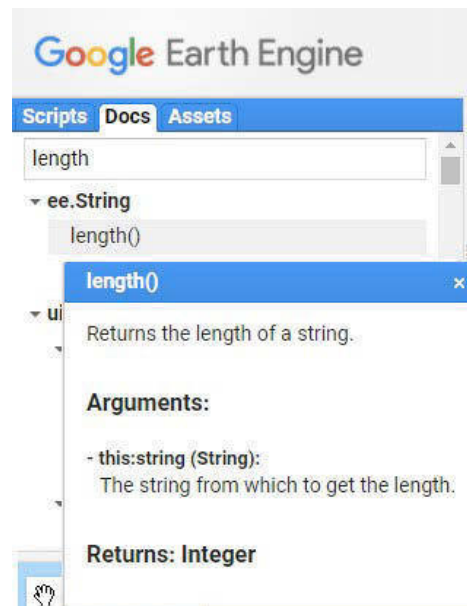 Google Earth Engine
Scripts Docs Assets
length
ee.String
length()
length() ×
ui
Returns the length of a string.
Arguments:
- this:string (String):
The string from which to get the length.
Returns: Integer